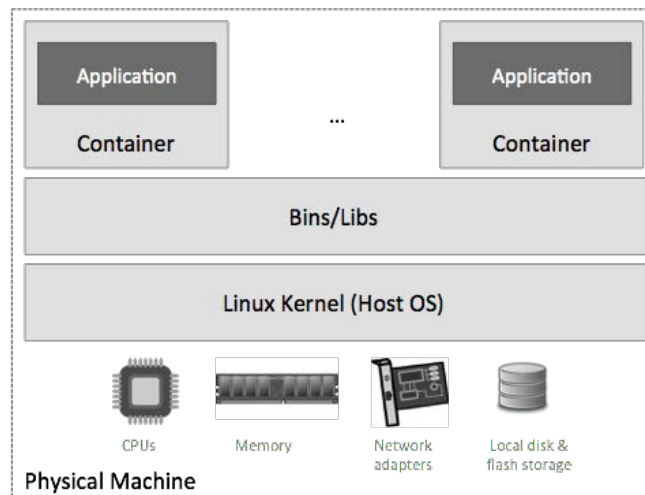 Application
Application
...
Container
Container
Bins/Libs
Linux Kernel (Host OS)
CPUs
Memory
Network
adapters
Local disk &
flash storage
Physical Machine